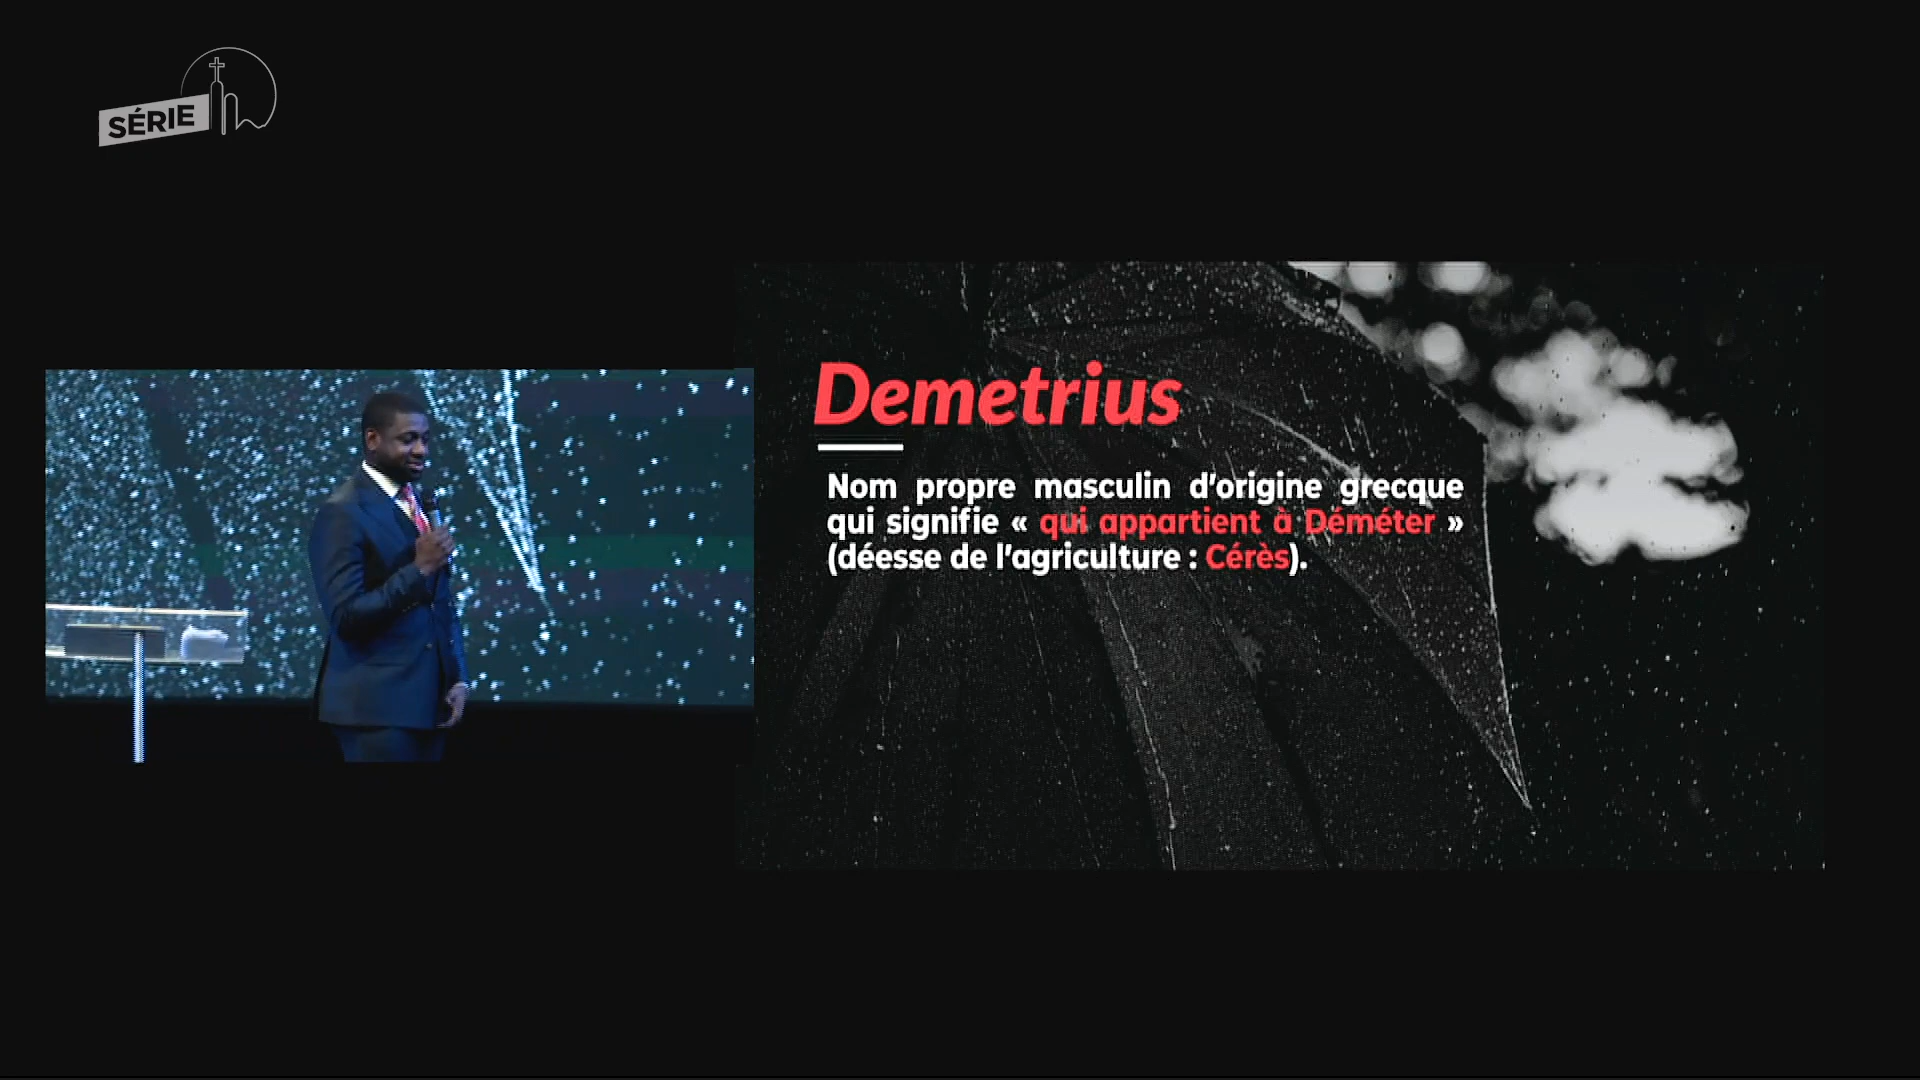 SÉRIE
Demetrius
Nom propre masculin d'origine grecque
qui signifie « qui appartient à Déméter »
(déesse de l'agriculture : Cérès).